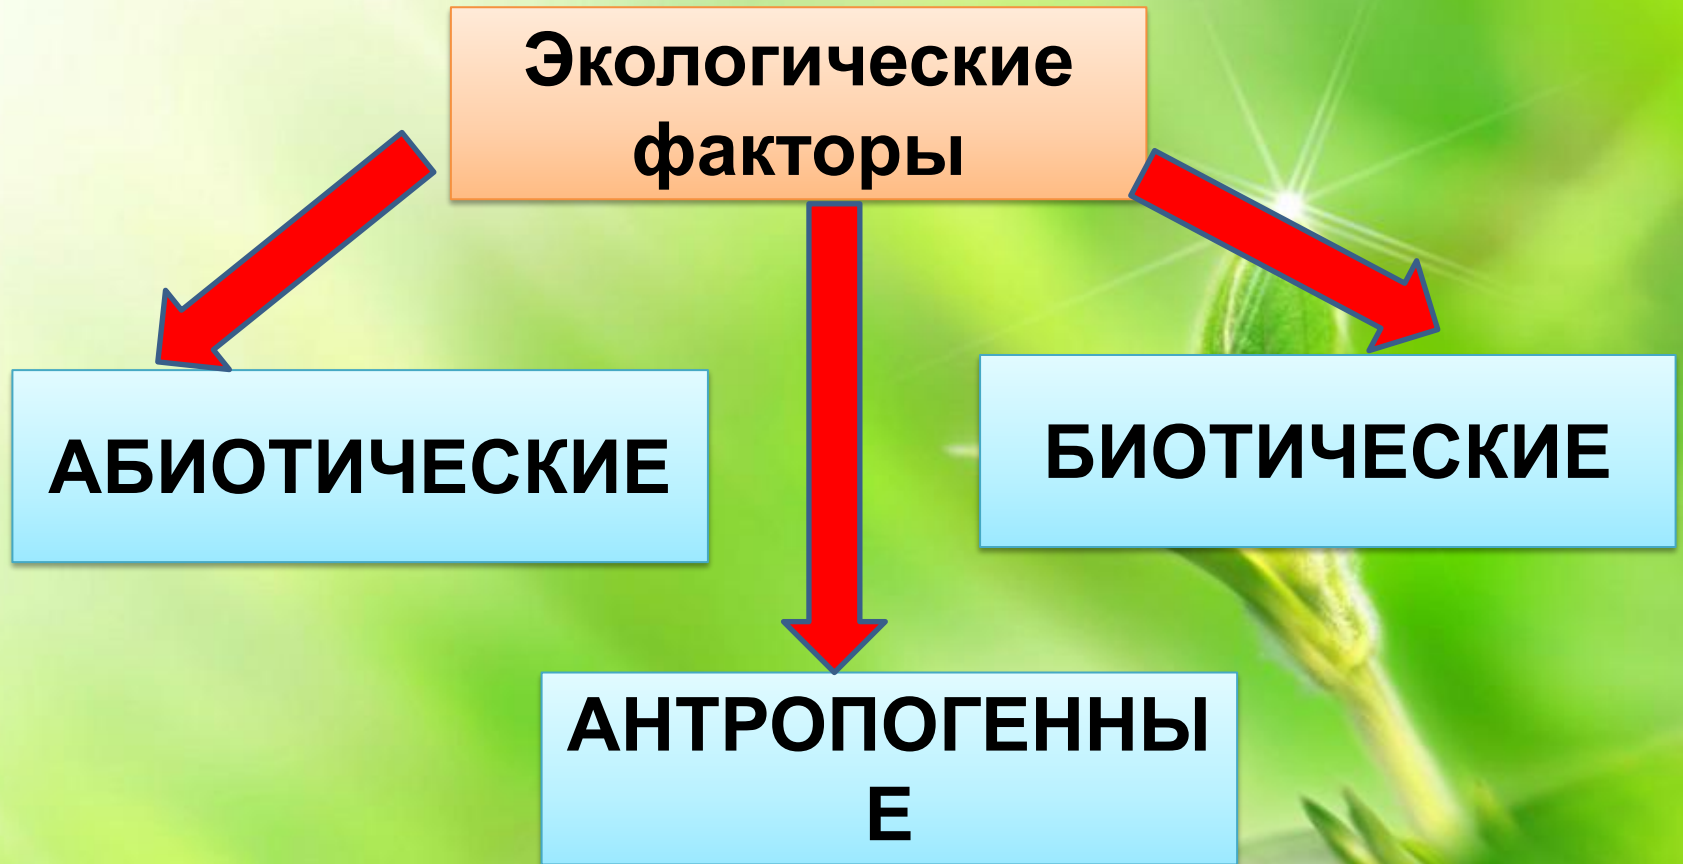 Экологические
факторы
АБИОТИЧЕСКИЕ
БИОТИЧЕСКИЕ
АНТРОПОГЕННЫ
Е